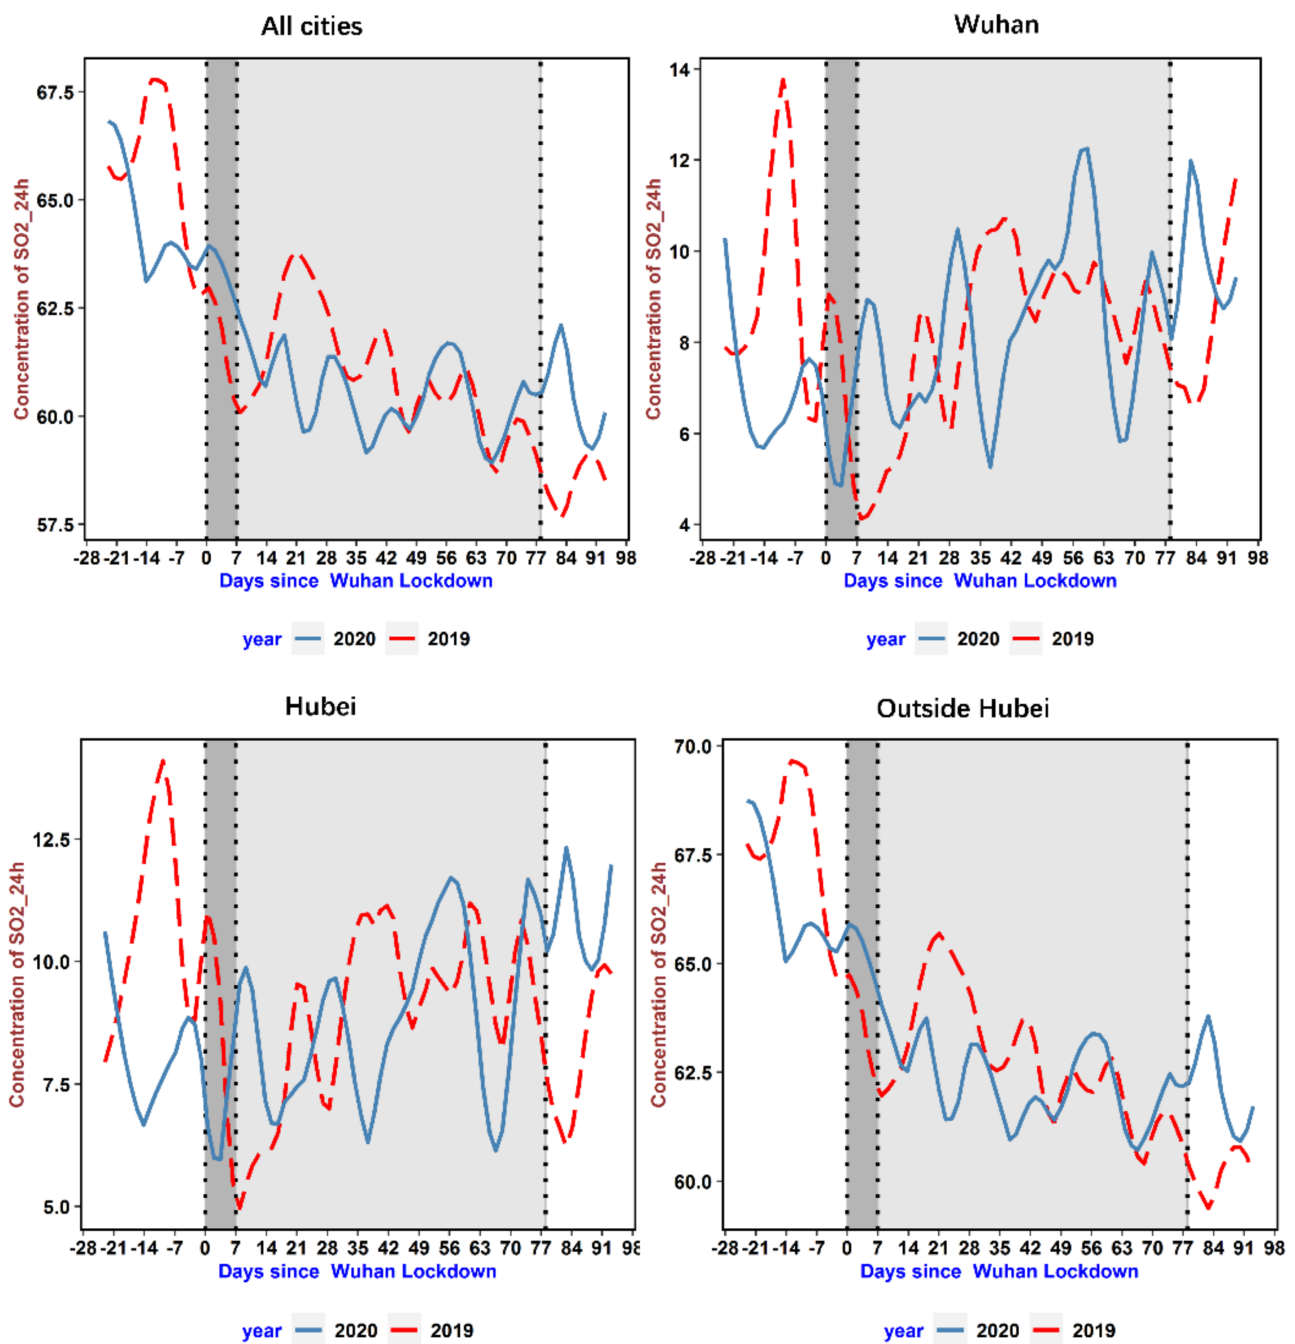 All cities
Concentration of SO2_24h
67.5
65.0
62.5
60.0
57.5
-28 -21 -14 -7 0 7 14 21 28 35 42 49 56 63 70 77 84 91 98
Days since Wuhan Lockdown
year 2020 2019
Wuhan
Concentration of SO2_24h
14
12
10
8
6
4
-28 -21 -14 -7 0 7 14 21 28 35 42 49 56 63 70 77 84 91 98
Days since Wuhan Lockdown
year 2020 2019
Hubei
Concentration of SO2_24h
12.5
10.0
7.5
5.0
-28 -21 -14 -7 0 7 14 21 28 35 42 49 56 63 70 77 84 91 98
Days since Wuhan Lockdown
year 2020 2019
Outside Hubei
Concentration of SO2_24h
70.0
67.5
65.0
62.5
60.0
-28 -21 -14 -7 0 7 14 21 28 35 42 49 56 63 70 77 84 91 98
Days since Wuhan Lockdown
year 2020 2019